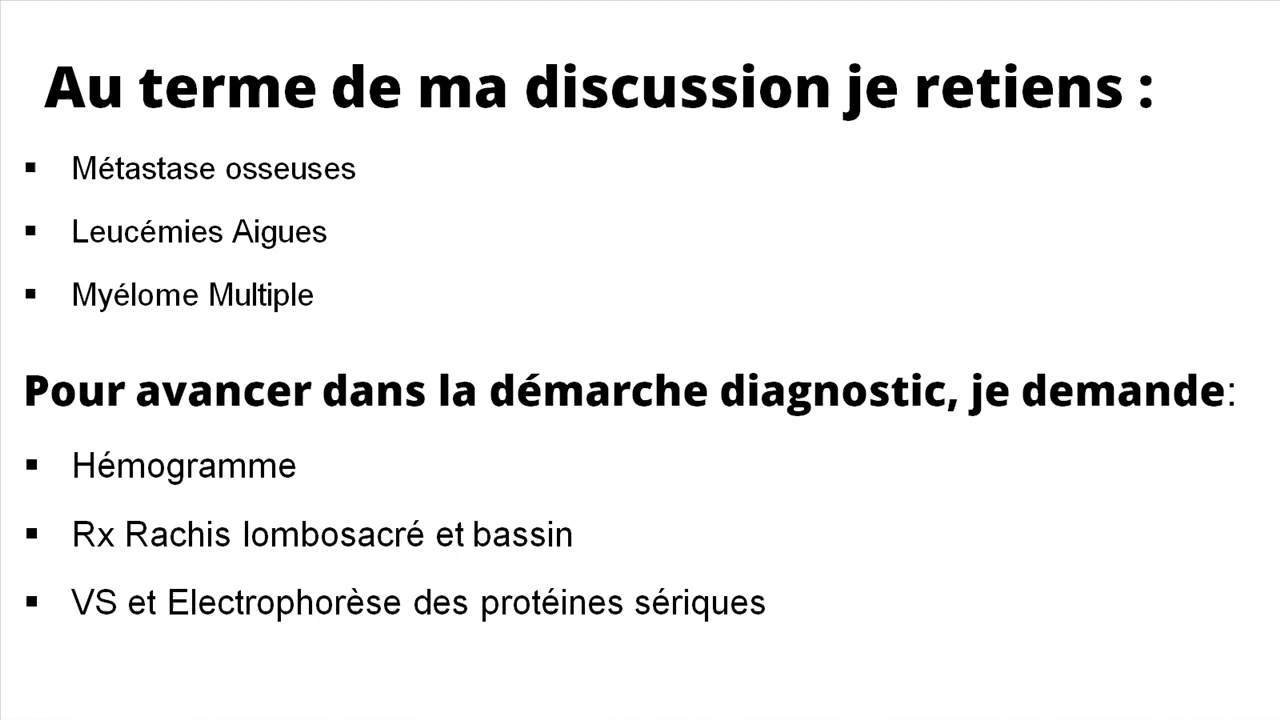 Au terme de ma discussion je retiens :
▪ Métastase osseuses
▪ Leucémies Aigues
▪ Myélome Multiple
Pour avancer dans la démarche diagnostic, je demande:
▪ Hémogramme
▪ Rx Rachis lombosacré et bassin
▪ VS et Electrophorèse des protéines sériques